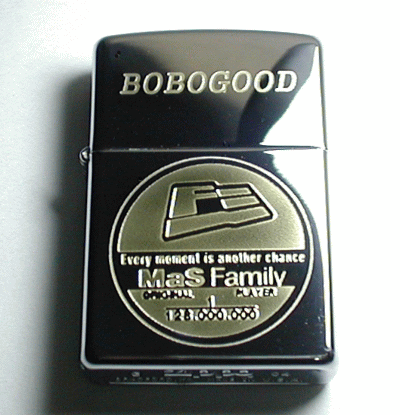 BOBOGOOD
Every moment is another chance
MaS Family
ORIGINAL PLAYER
1
128,000,000